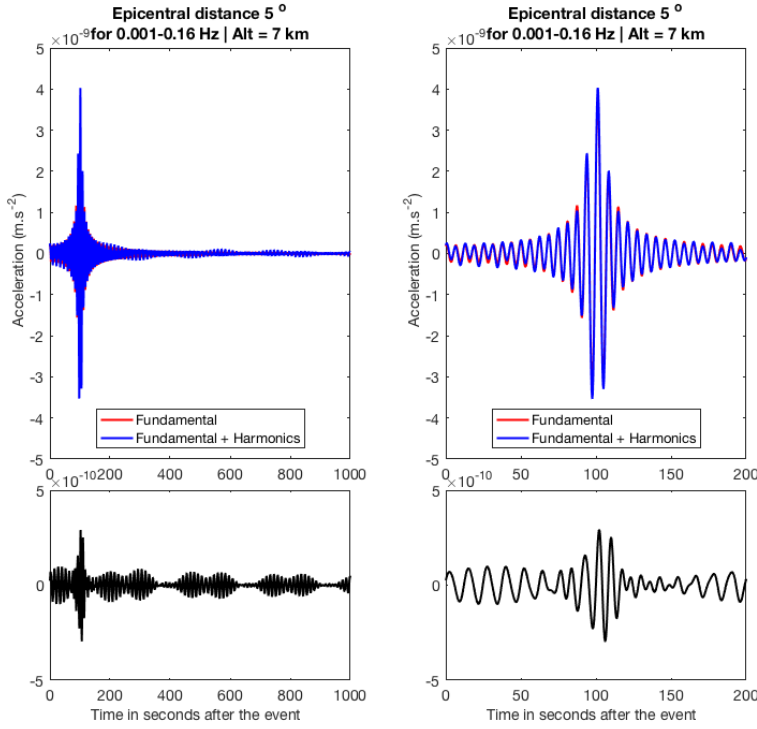 Epicentral distance 5 o
×10-9 for 0.001-0.16 Hz | Alt = 7 km
5
4
3
2
1
0
-1
-2
-3
-4
-5
Acceleration (m.s-2)
Fundamental
Fundamental + Harmonics
0 200 400 600 800 1000
Epicentral distance 5 o
×10-9 for 0.001-0.16 Hz | Alt = 7 km
5
4
3
2
1
0
-1
-2
-3
-4
-5
Acceleration (m.s-2)
Fundamental
Fundamental + Harmonics
0 50 100 150 200
×10-10
5
0
-5
0 200 400 600 800 1000
Time in seconds after the event
×10-10
5
0
-5
0 50 100 150 200
Time in seconds after the event